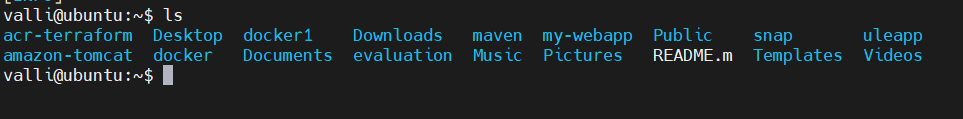 valli@ubuntu:~$ ls
acr-terraform Desktop docker1 Downloads maven my-webapp Public snap uleapp
amazon-tomcat docker Documents evaluation Music Pictures README.m Templates Videos
valli@ubuntu:~$